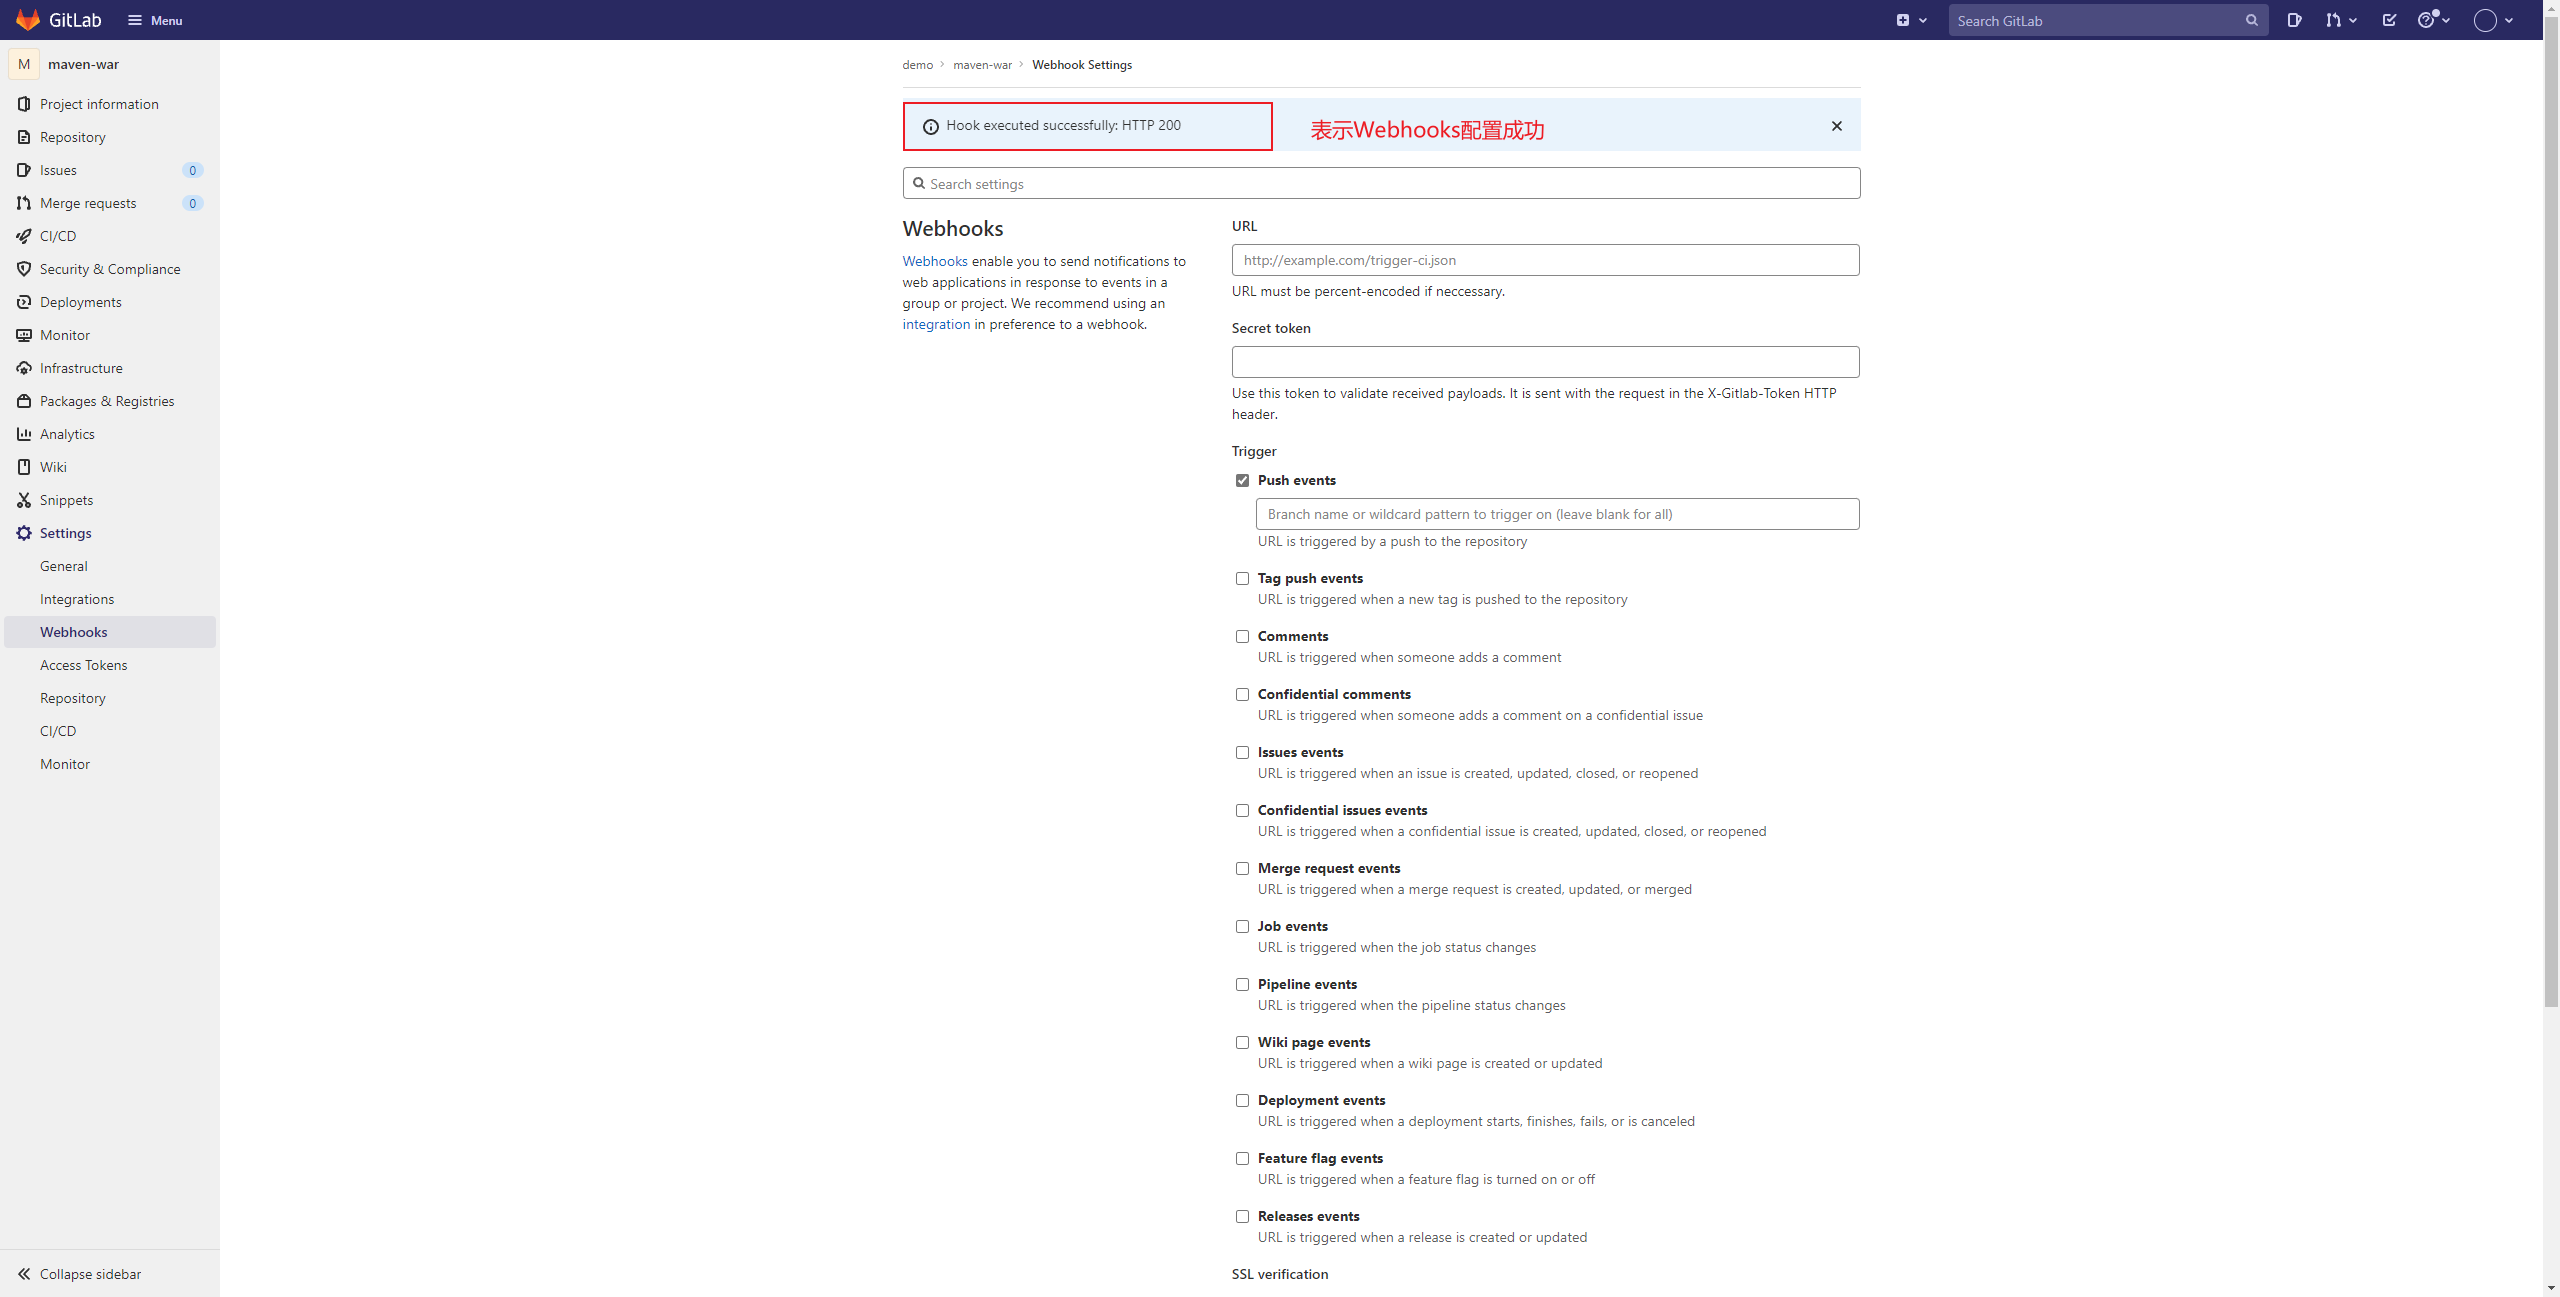 GitLab
Menu
Search GitLab
M
maven-war
Project information
Repository
Issues
0
Merge requests
0
CI/CD
Security & Compliance
Deployments
Monitor
Infrastructure
Packages & Registries
Analytics
Wiki
Snippets
Settings
General
Integrations
Webhooks
Access Tokens
Repository
CI/CD
Monitor
Collapse sidebar
demo
maven-war
Webhook Settings
Hook executed successfully: HTTP 200
表示Webhooks配置成功
Search settings
Webhooks
Webhooks enable you to send notifications to
web applications in response to events in a
group or project. We recommend using an
integration in preference to a webhook.
URL
http://example.com/trigger-ci.json
URL must be percent-encoded if neccessary.
Secret token
Use this token to validate received payloads. It is sent with the request in the X-Gitlab-Token HTTP
header.
Trigger
Push events
Branch name or wildcard pattern to trigger on (leave blank for all)
URL is triggered by a push to the repository
Tag push events
URL is triggered when a new tag is pushed to the repository
Comments
URL is triggered when someone adds a comment
Confidential comments
URL is triggered when someone adds a comment on a confidential issue
Issues events
URL is triggered when an issue is created, updated, closed, or reopened
Confidential issues events
URL is triggered when a confidential issue is created, updated, closed, or reopened
Merge request events
URL is triggered when a merge request is created, updated, or merged
Job events
URL is triggered when the job status changes
Pipeline events
URL is triggered when the pipeline status changes
Wiki page events
URL is triggered when a wiki page is created or updated
Deployment events
URL is triggered when a deployment starts, finishes, fails, or is canceled
Feature flag events
URL is triggered when a feature flag is turned on or off
Releases events
URL is triggered when a release is created or updated
SSL verification